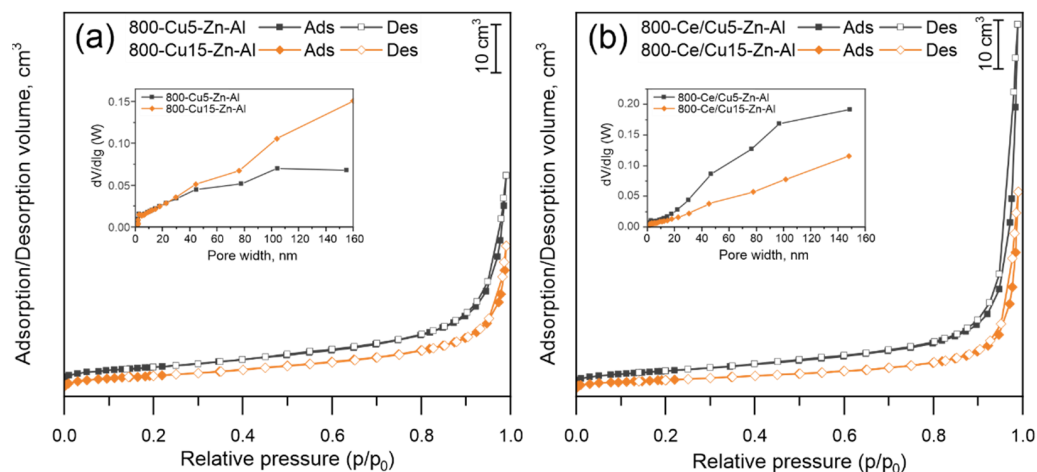 (a)
800-Cu5-Zn-Al Ads Des
800-Cu15-Zn-Al Ads Des
10 cm³
Adsorption/Desorption volume, cm³
800-Cu5-Zn-Al
800-Cu15-Zn-Al
dV/dlg (W)
0.15
0.10
0.05
0.00
0 20 40 60 80 100 120 140 160
Pore width, nm
0.0 0.2 0.4 0.6 0.8 1.0
Relative pressure (p/p₀)
(b)
800-Ce/Cu5-Zn-Al Ads Des
800-Ce/Cu15-Zn-Al Ads Des
10 cm³
Adsorption/Desorption volume, cm³
800-Ce/Cu5-Zn-Al
800-Ce/Cu15-Zn-Al
dV/dlg (W)
0.20
0.15
0.10
0.05
0.00
0 20 40 60 80 100 120 140 160
Pore width, nm
0.0 0.2 0.4 0.6 0.8 1.0
Relative pressure (p/p₀)